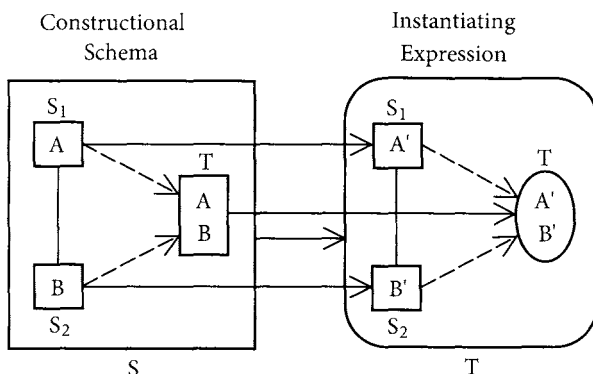 Constructional
Schema
Instantiating
Expression
S1
A
T
A
B
B
S2
S
S1
A'
T
A'
B'
B'
S2
T